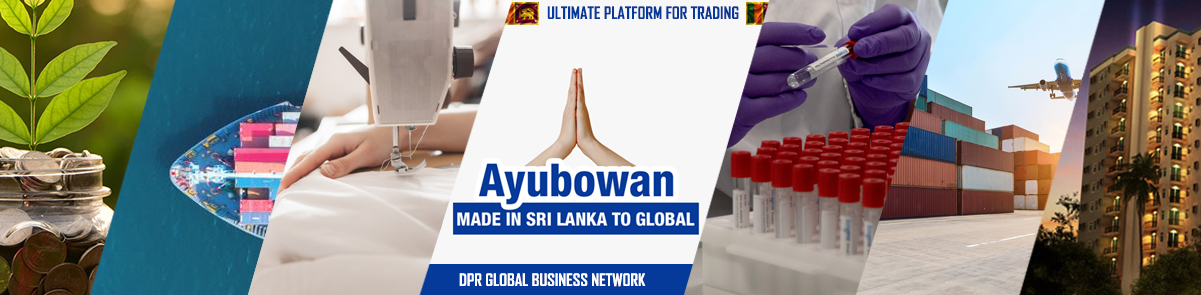 ULTIMATE PLATFORM FOR TRADING
Ayubowan
MADE IN SRI LANKA TO GLOBAL
DPR GLOBAL BUSINESS NETWORK